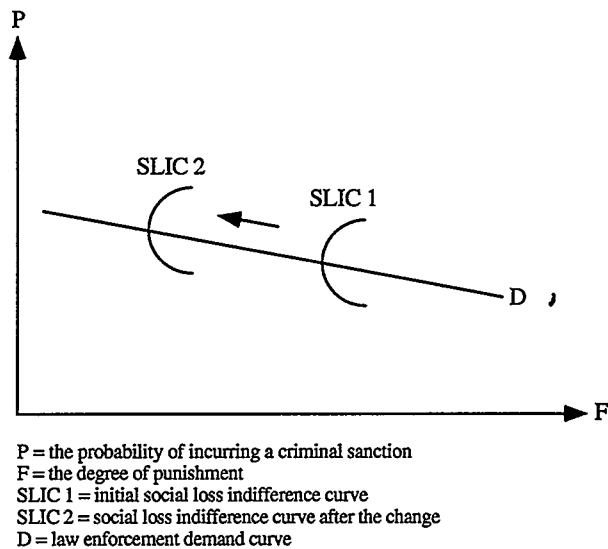 P
SLIC 2
SLIC 1
D
F
P = the probability of incurring a criminal sanction
F = the degree of punishment
SLIC 1 = initial social loss indifference curve
SLIC 2 = social loss indifference curve after the change
D = law enforcement demand curve